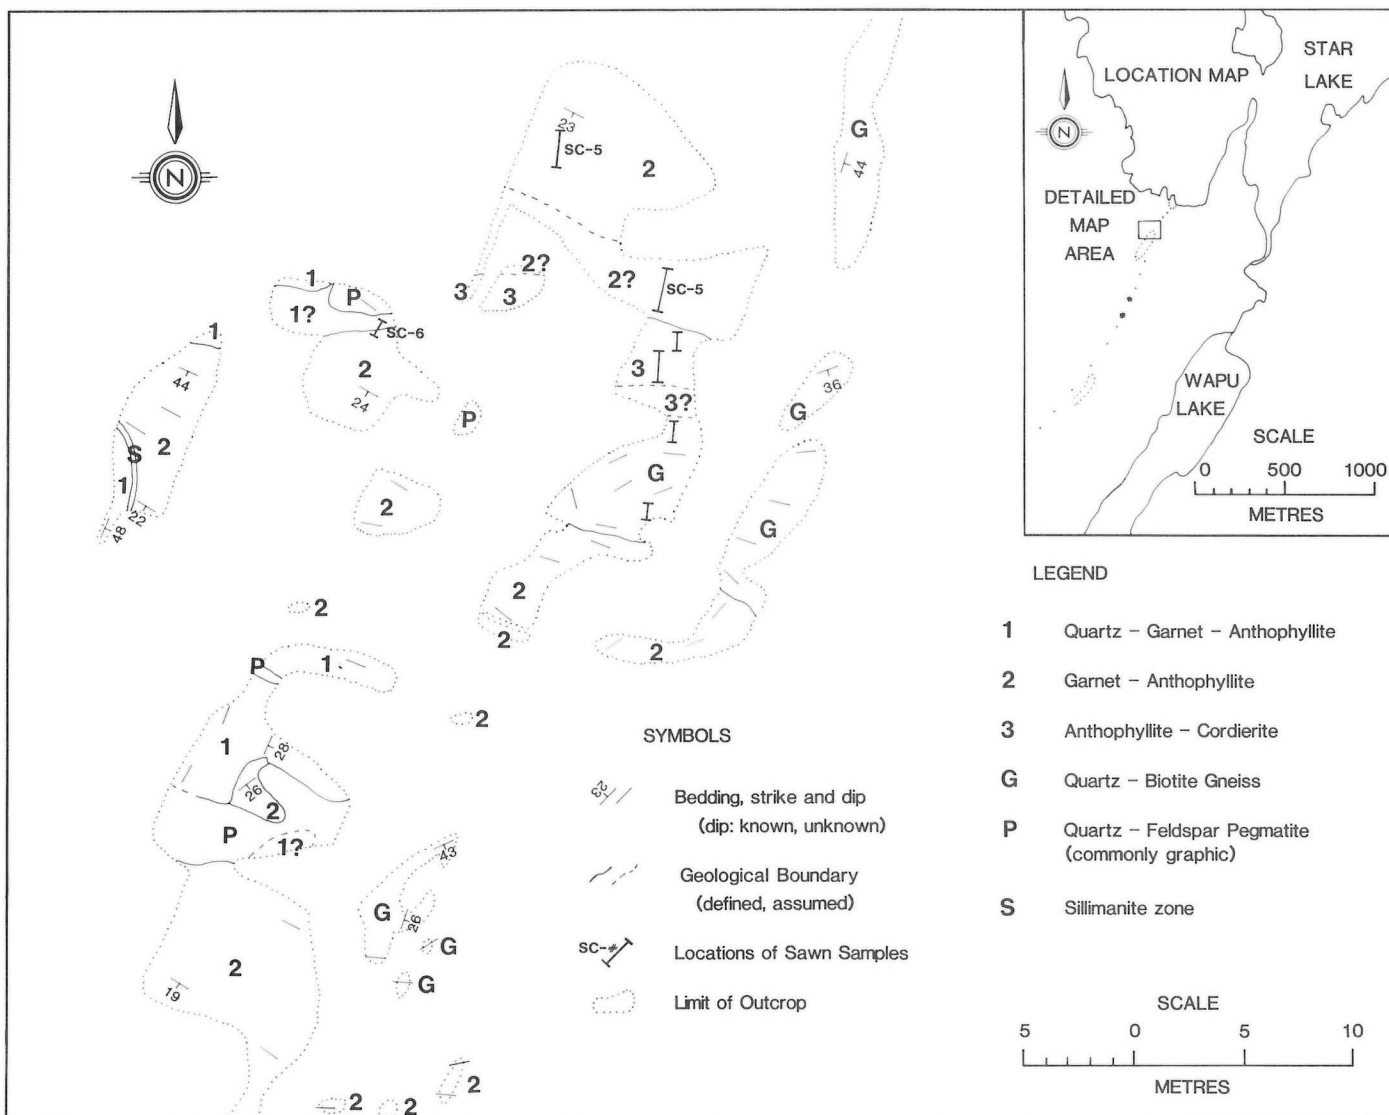 N
23
SC-5
2
G
44
2?
3
3
2?
SC-5
1
P
1?
SC-6
1
2
24
44
2
S
1
22
48
P
3
3?
36
G
G
2
G
2
2
2
2
1
P
1
28
26
2
P
1?
2
43
G
26
G
G
2
19
2
2
2
LOCATION MAP
STAR
LAKE
N
DETAILED
MAP
AREA
WAPU
LAKE
SCALE
0 500 1000
METRES
SYMBOLS
23
Bedding, strike and dip
(dip: known, unknown)
Geological Boundary
(defined, assumed)
SC-#
Locations of Sawn Samples
Limit of Outcrop
LEGEND
1 Quartz - Garnet - Anthophyllite
2 Garnet - Anthophyllite
3 Anthophyllite - Cordierite
G Quartz - Biotite Gneiss
P Quartz - Feldspar Pegmatite
(commonly graphic)
S Sillimanite zone
SCALE
5 0 5 10
METRES